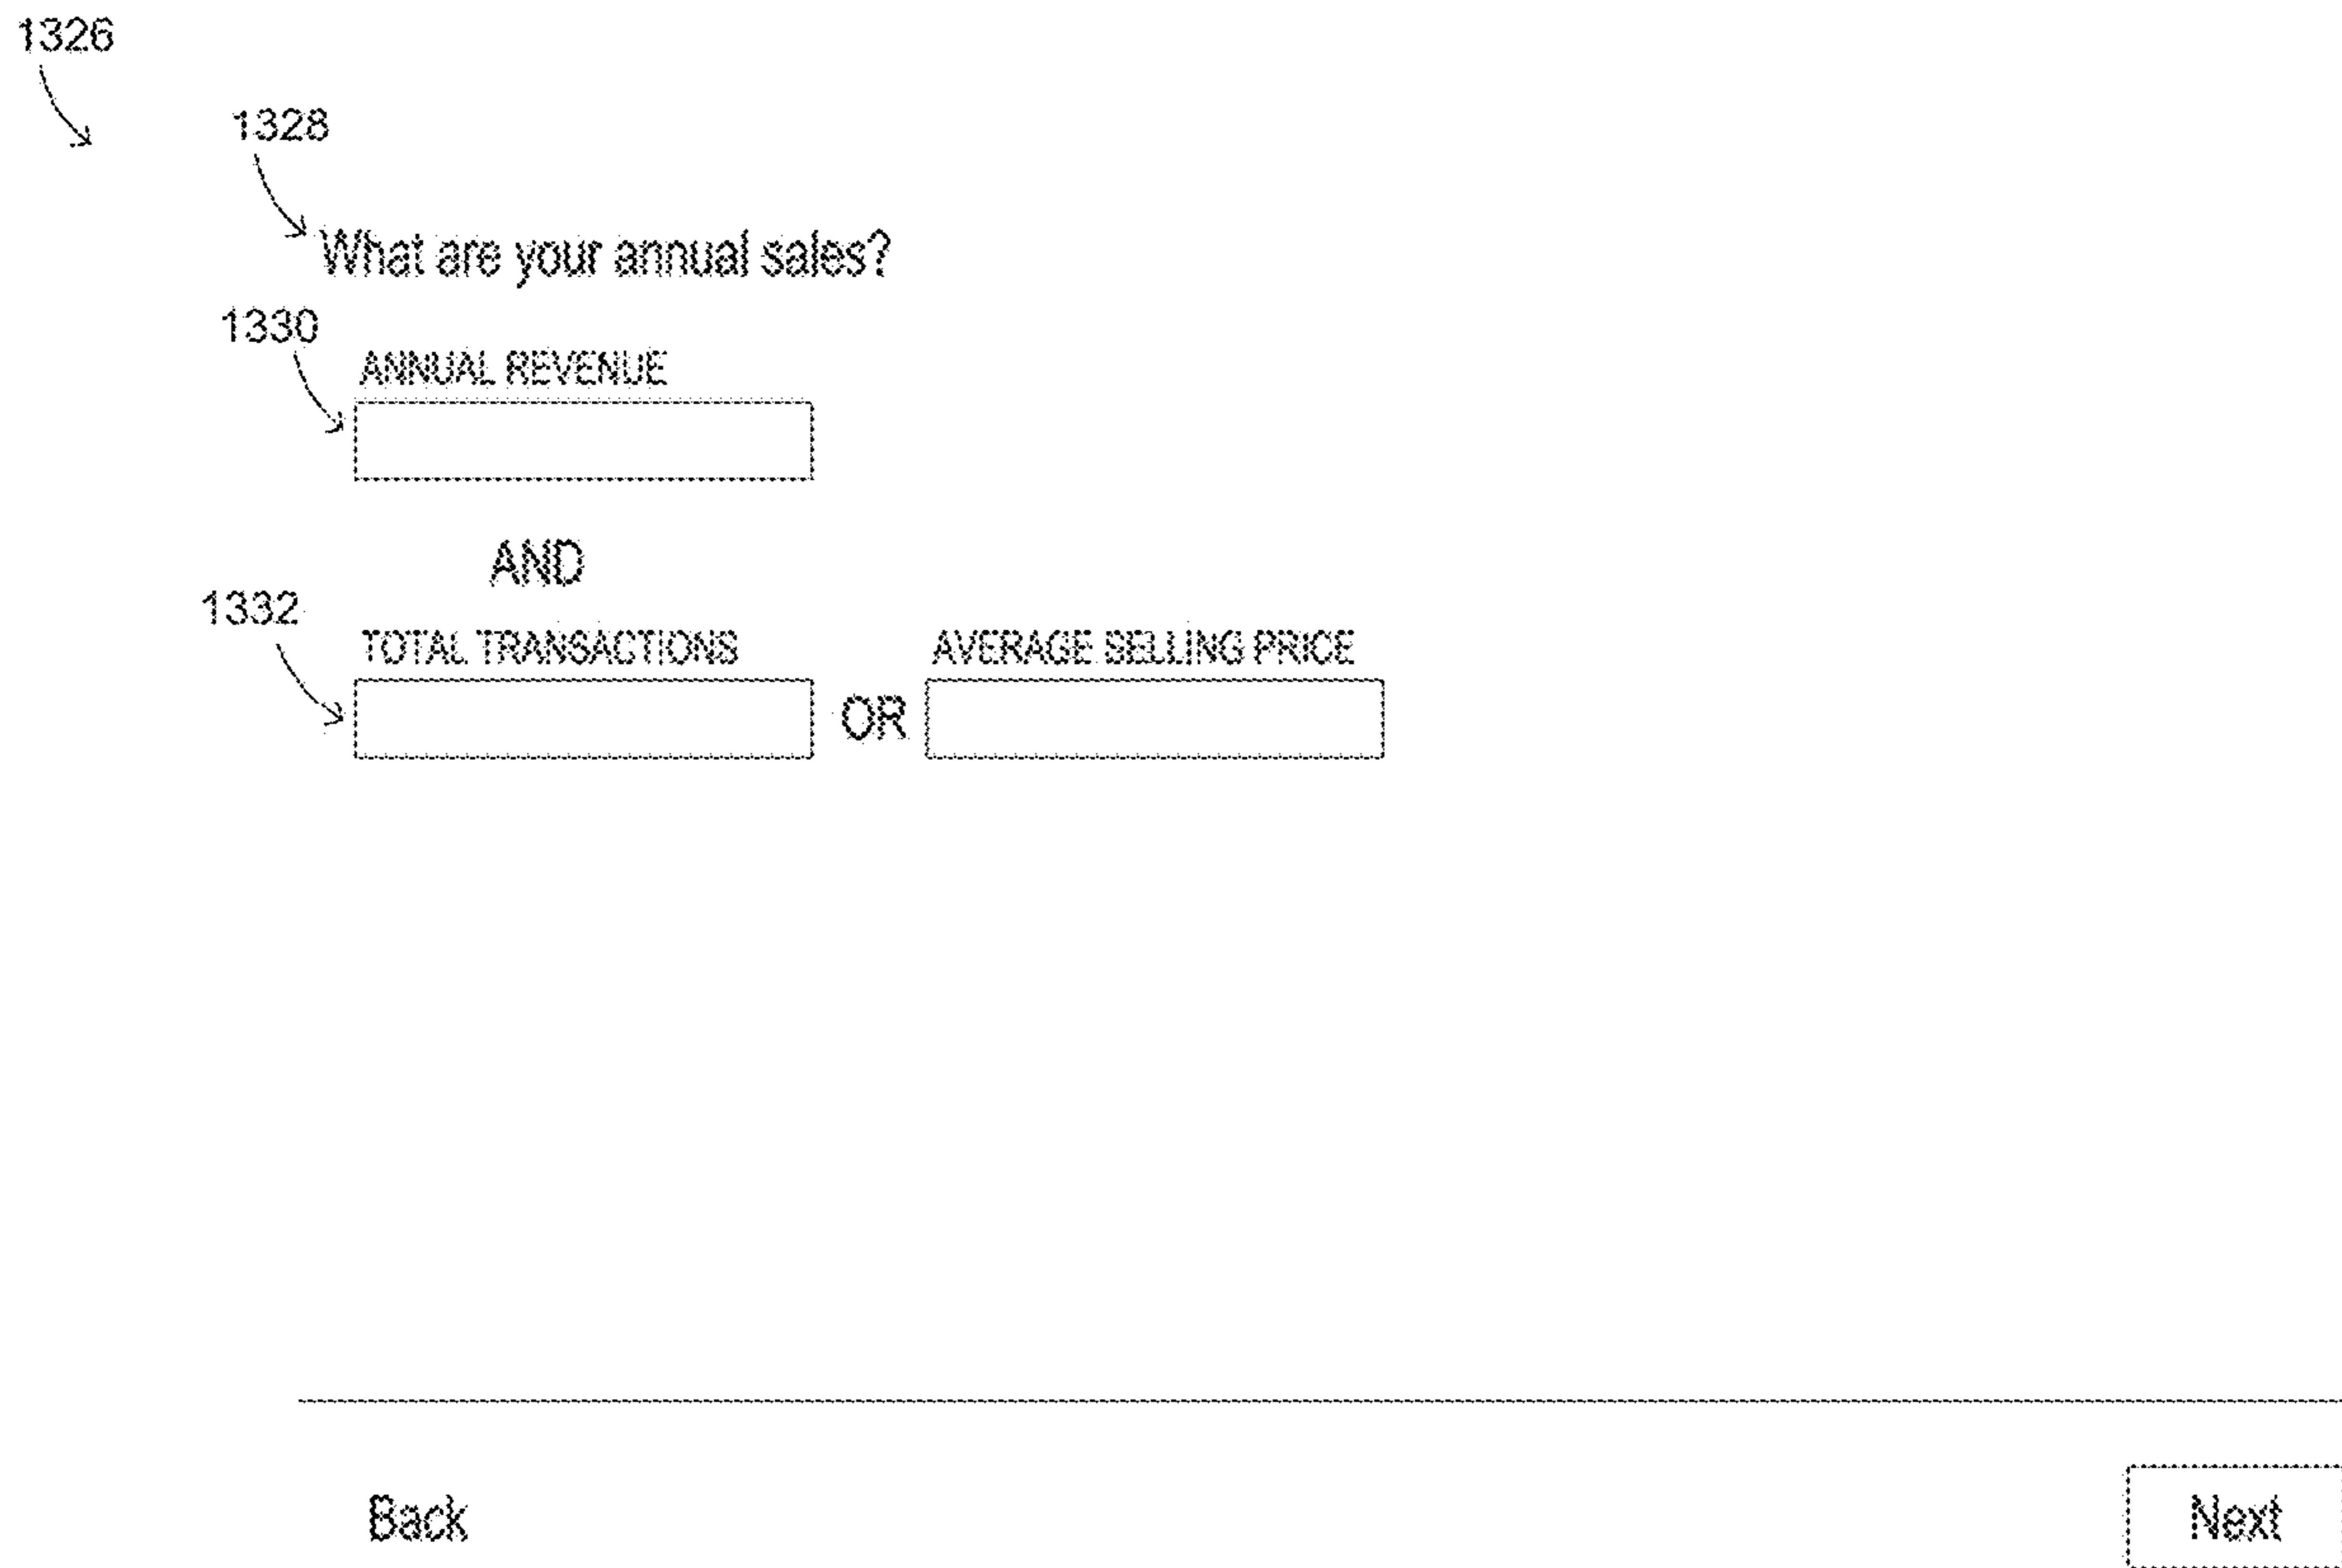 1326
1328
What are your annual sales?
1330
ANNUAL REVENUE
AND
1332
TOTAL TRANSACTIONS AVERAGE SELLING PRICE
OR
Back Next